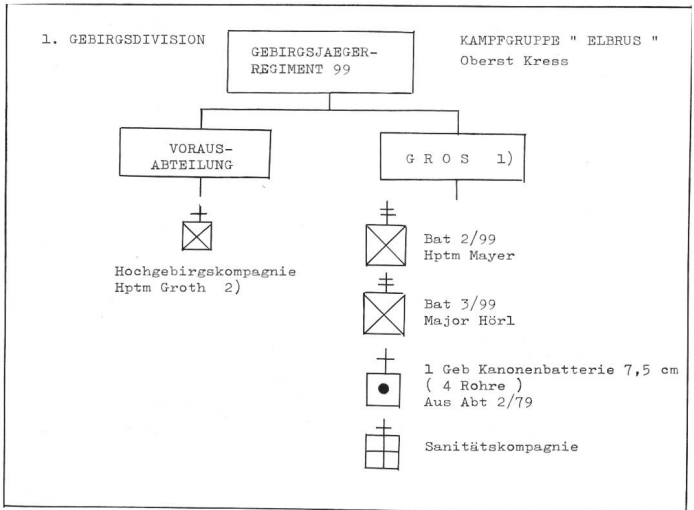 1. GEBIRGSDIVISION
GEBIRGSJAEGER-
REGIMENT 99
KAMPFGRUPPE " ELBRUS "
Oberst Kress
VORAUS-
ABTEILUNG
G R O S 1)
Hochgebirgskompagnie
Hptm Groth 2)
Bat 2/99
Hptm Mayer
Bat 3/99
Major Hörl
1 Geb Kanonenbatterie 7,5 cm
( 4 Rohre )
Aus Abt 2/79
Sanitätskompagnie